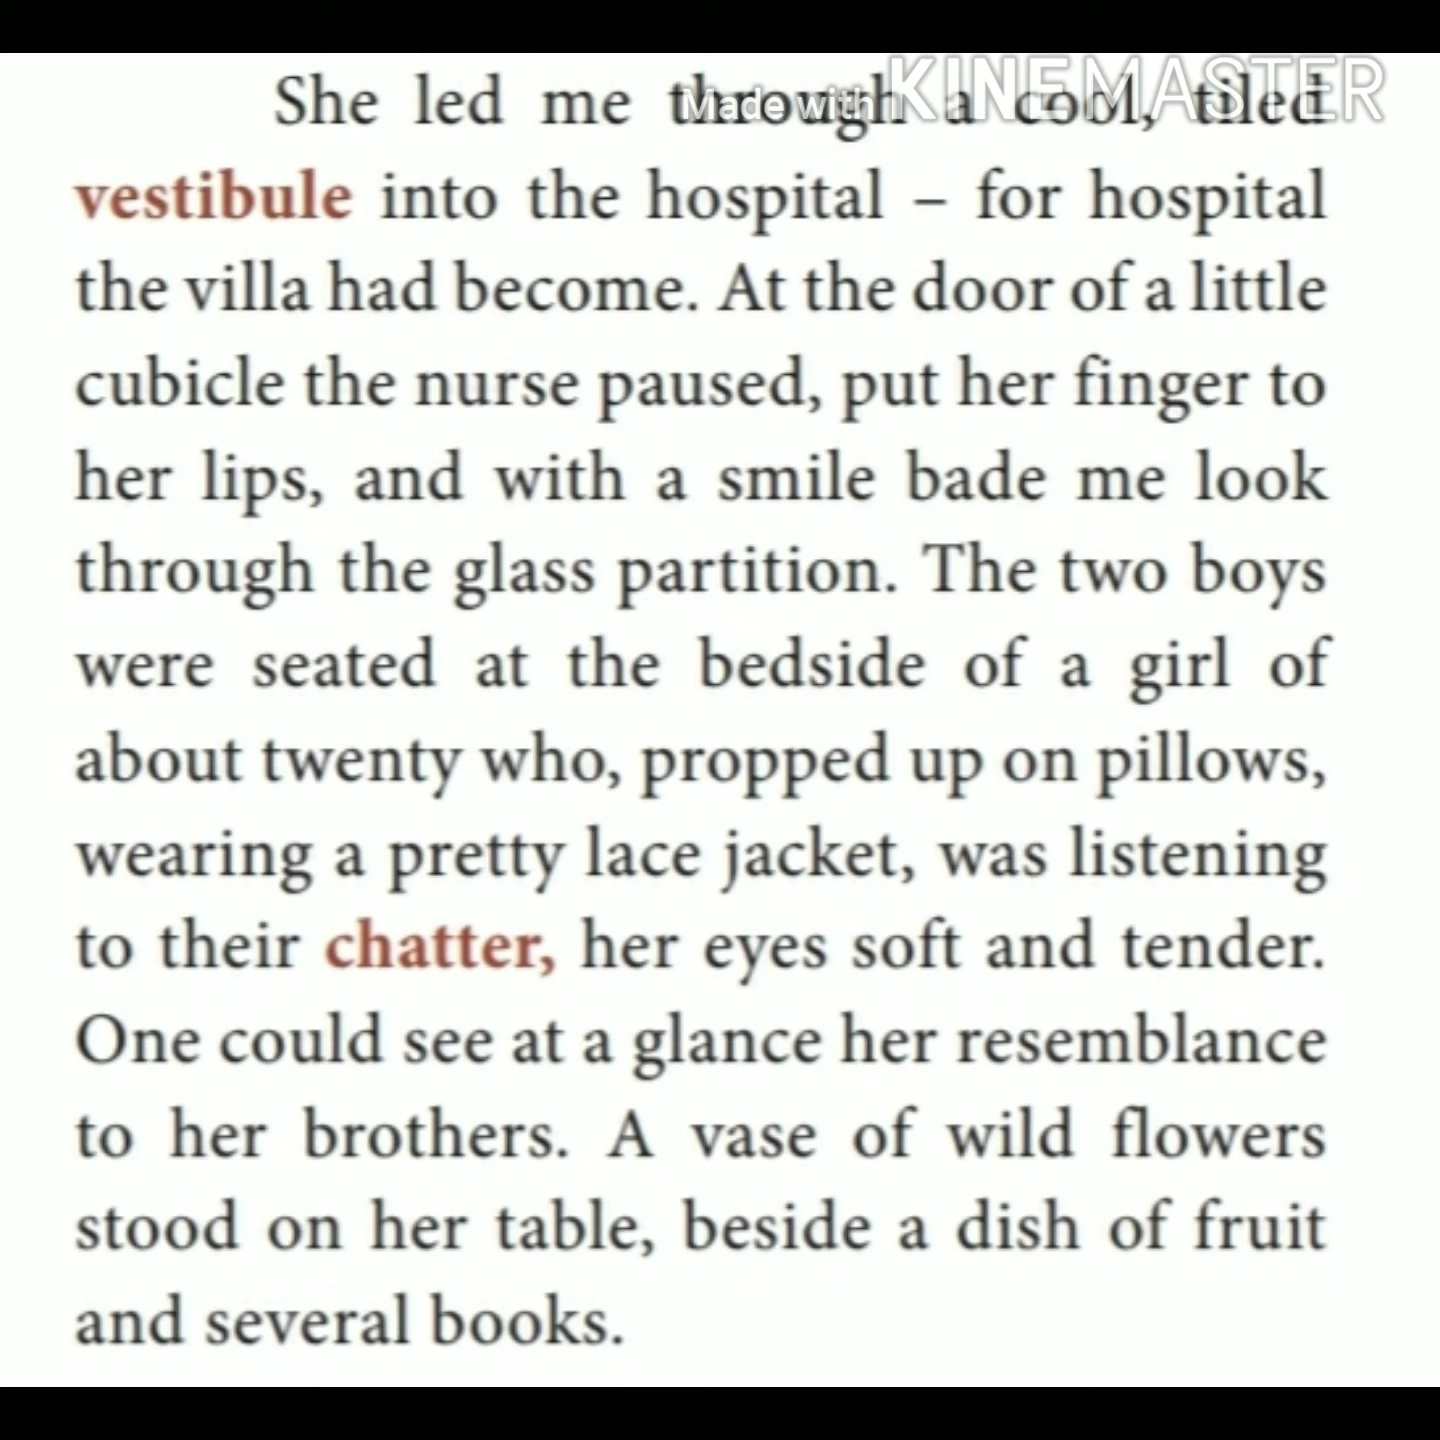 She led me through a cool, tiled
Made with KINEMASTER
vestibule into the hospital – for hospital
the villa had become. At the door of a little
cubicle the nurse paused, put her finger to
her lips, and with a smile bade me look
through the glass partition. The two boys
were seated at the bedside of a girl of
about twenty who, propped up on pillows,
wearing a pretty lace jacket, was listening
to their chatter, her eyes soft and tender.
One could see at a glance her resemblance
to her brothers. A vase of wild flowers
stood on her table, beside a dish of fruit
and several books.